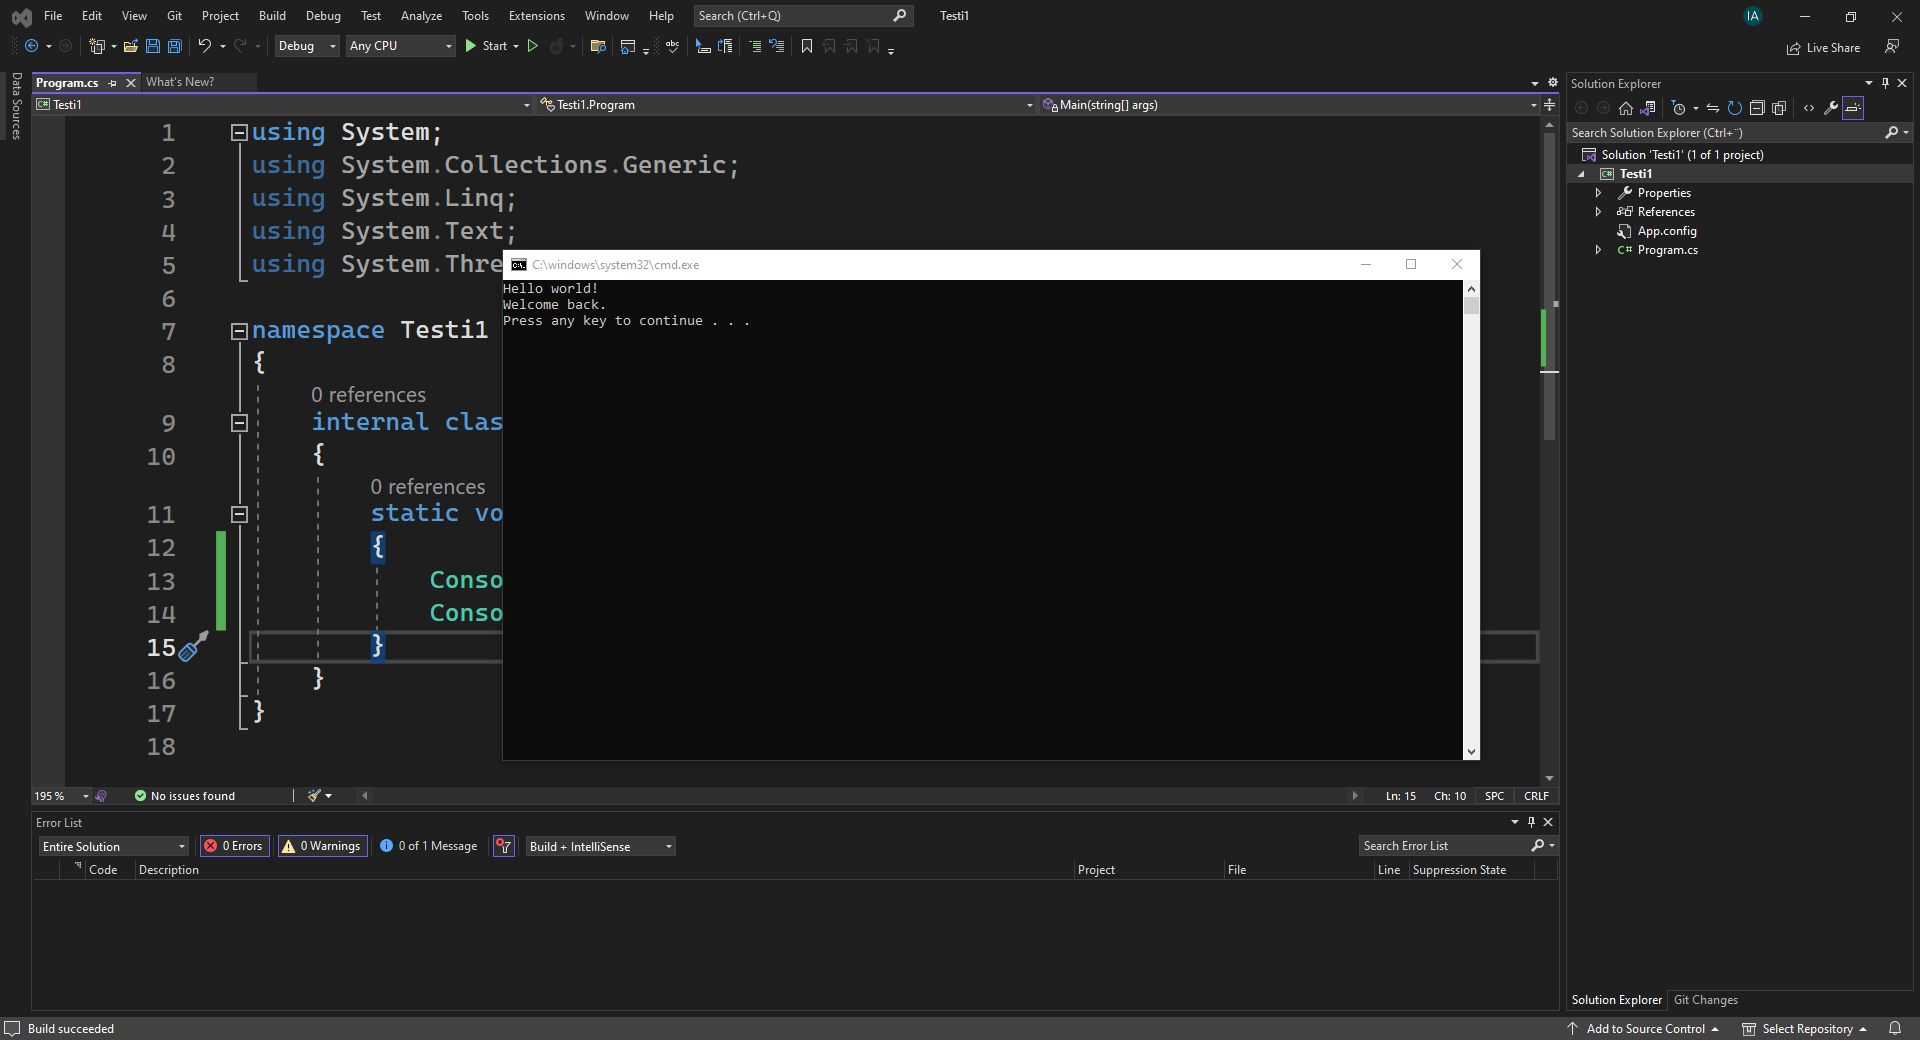 File Edit View Git Project Build Debug Test Analyze Tools Extensions Window Help Search (Ctrl+Q) Testi1 IA
Debug Any CPU Start abc Live Share
Data Sources
Program.cs What's New?
C# Testi1 Testi1.Program Main(string[] args)
1 using System;
2 using System.Collections.Generic;
3 using System.Linq;
4 using System.Text;
5 using System.Thre
6
7 namespace Testi1
8 {
0 references
9 internal clas
10 {
0 references
11 static vo
12 {
13 Conso
14 Conso
15 }
16 }
17 }
18
C:\windows\system32\cmd.exe
Hello world!
Welcome back.
Press any key to continue . . .
195 % No issues found Ln: 15 Ch: 10 SPC CRLF
Error List
Entire Solution 0 Errors 0 Warnings 0 of 1 Message Build + IntelliSense Search Error List
Code Description Project File Line Suppression State
Solution Explorer
Search Solution Explorer (Ctrl+¨)
Solution 'Testi1' (1 of 1 project)
C# Testi1
Properties
References
App.config
C# Program.cs
Solution Explorer Git Changes
Build succeeded Add to Source Control Select Repository